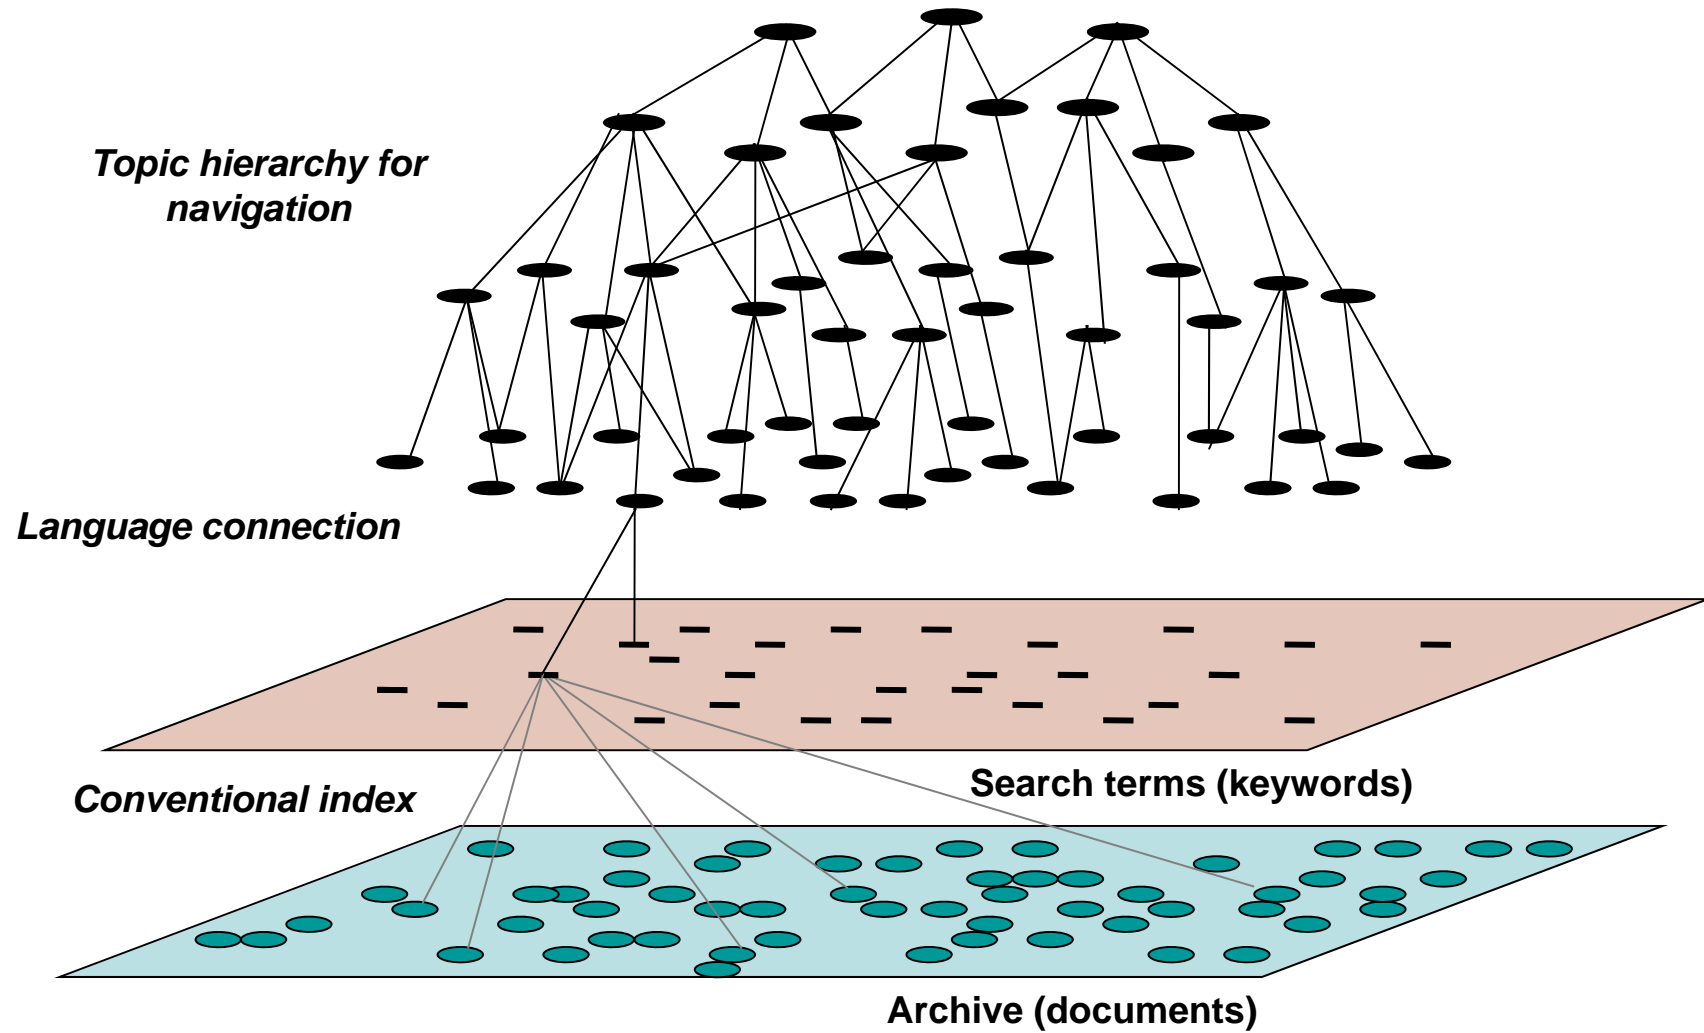 Topic hierarchy for
navigation
Language connection
Search terms (keywords)
Conventional index
Archive (documents)